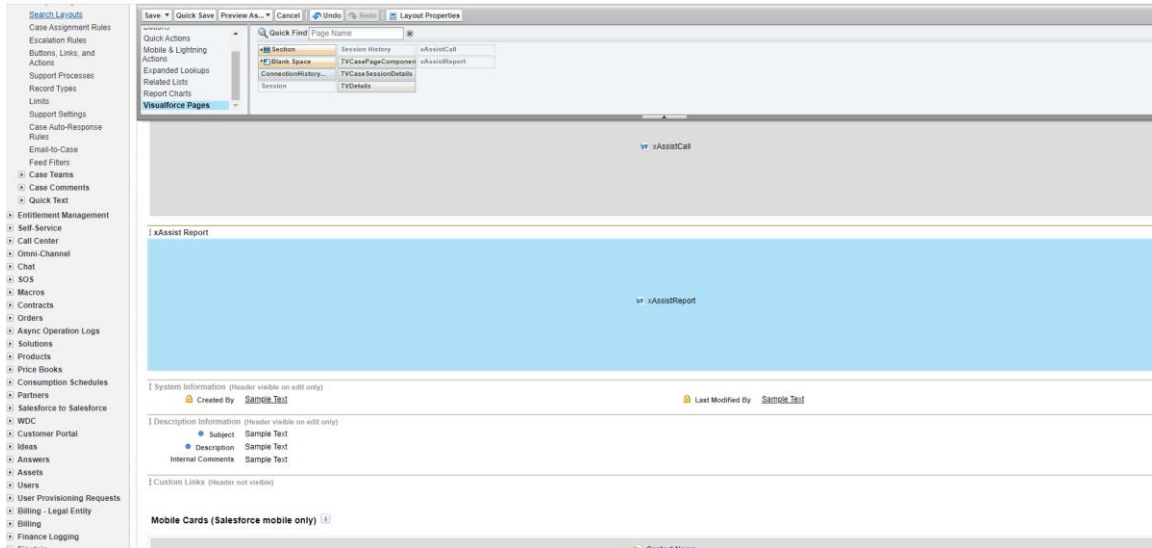 Search Layouts
Case Assignment Rules
Escalation Rules
Buttons, Links, and
Actions
Support Processes
Record Types
Limits
Support Settings
Case Auto-Response
Rules
Email-to-Case
Feed Filters
Case Teams
Case Comments
Quick Text
Entitlement Management
Self-Service
Call Center
Omni-Channel
Chat
SOS
Macros
Contracts
Orders
Async Operation Logs
Solutions
Products
Price Books
Consumption Schedules
Partners
Salesforce to Salesforce
WDC
Customer Portal
Ideas
Answers
Assets
Users
User Provisioning Requests
Billing - Legal Entity
Billing
Finance Logging
Save Quick Save Preview As... Cancel Undo Redo Layout Properties
Quick Actions
Mobile & Lightning
Actions
Expanded Lookups
Related Lists
Report Charts
Visualforce Pages
Quick Find Page Name
Section Session History xAssistCall
Blank Space TVCasePageComponen xAssistReport
ConnectionHistory... TVCaseSessionDetails
Session TVDetails
VF xAssistCall
xAssist Report
VF xAssistReport
System Information (Header visible on edit only)
Created By Sample Text Last Modified By Sample Text
Description Information (Header visible on edit only)
Subject Sample Text
Description Sample Text
Internal Comments Sample Text
Custom Links (Header not visible)
Mobile Cards (Salesforce mobile only) i